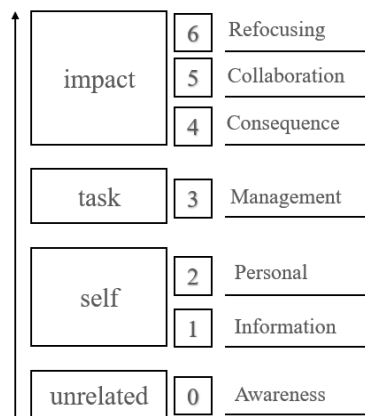 6 Refocusing
impact 5 Collaboration
4 Consequence
task 3 Management
2 Personal
self
1 Information
unrelated 0 Awareness